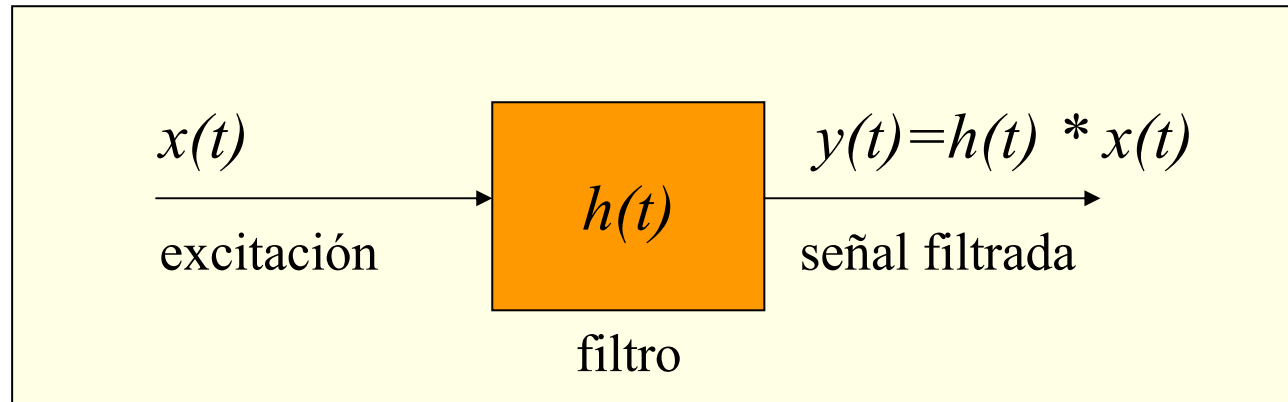 x(t)
excitación
h(t)
filtro
y(t)=h(t) * x(t)
señal filtrada